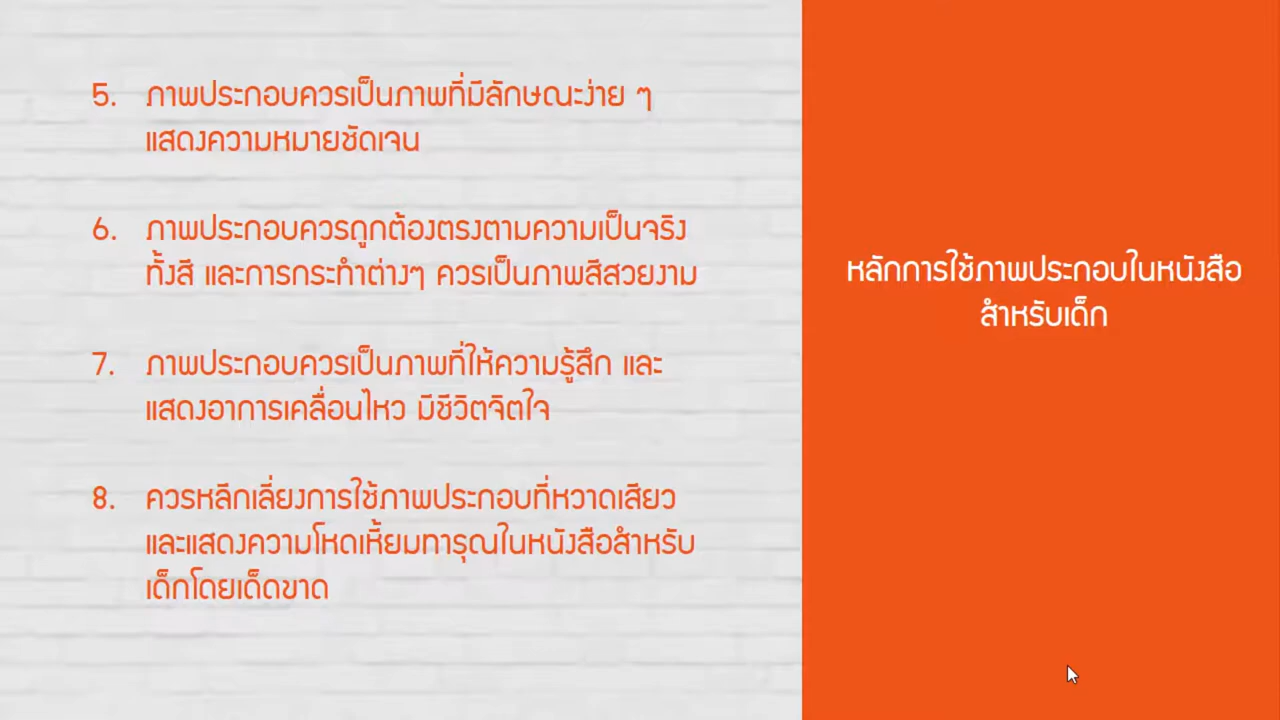 5. ภาพประกอบควรเป็นภาพที่มีลักษณะง่าย ๆ
แสดงความหมายชัดเจน
6. ภาพประกอบควรถูกต้องตรงตามความเป็นจริง
ทั้งสี และการกระทำต่างๆ ควรเป็นภาพสีสวยงาม
7. ภาพประกอบควรเป็นภาพที่ให้ความรู้สึก และ
แสดงอาการเคลื่อนไหว มีชีวิตจิตใจ
8. ควรหลีกเลี่ยงการใช้ภาพประกอบที่หวาดเสียว
และแสดงความโหดเหี้ยมทารุณในหนังสือสำหรับ
เด็กโดยเด็ดขาด
หลักการใช้ภาพประกอบในหนังสือ
สำหรับเด็ก